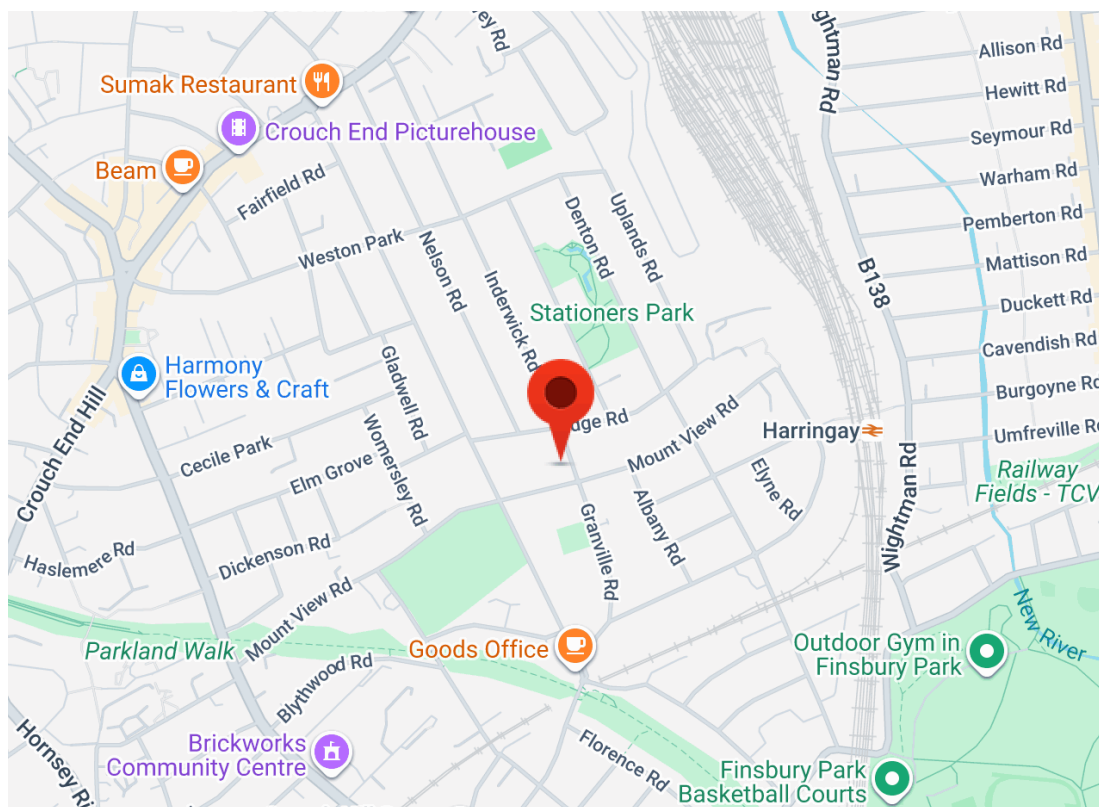 Allison Rd
Hewitt Rd
Seymour Rd
Warham Rd
Pemberton Rd
Mattison Rd
Duckett Rd
Cavendish Rd
Burgoyne Rd
Umfreville Rd
Wightman Rd
B138
Sumak Restaurant
Crouch End Picturehouse
Beam
Fairfield Rd
Weston Park
Nelson Rd
Inderwick Rd
Denton Rd
Uplands Rd
Stationers Park
Harmony
Flowers & Craft
Gladwell Rd
Crouch End Hill
Cecile Park
Elm Grove
Womersley Rd
Mount View Rd
Harringay
Elyne Rd
Albany Rd
Granville Rd
Wightman Rd
Railway
Fields - TCV
Haslemere Rd
Dickenson Rd
Mount View Rd
Parkland Walk
Blythwood Rd
Goods Office
Outdoor Gym in
Finsbury Park
New River
Brickworks
Community Centre
Florence Rd
Finsbury Park
Basketball Courts